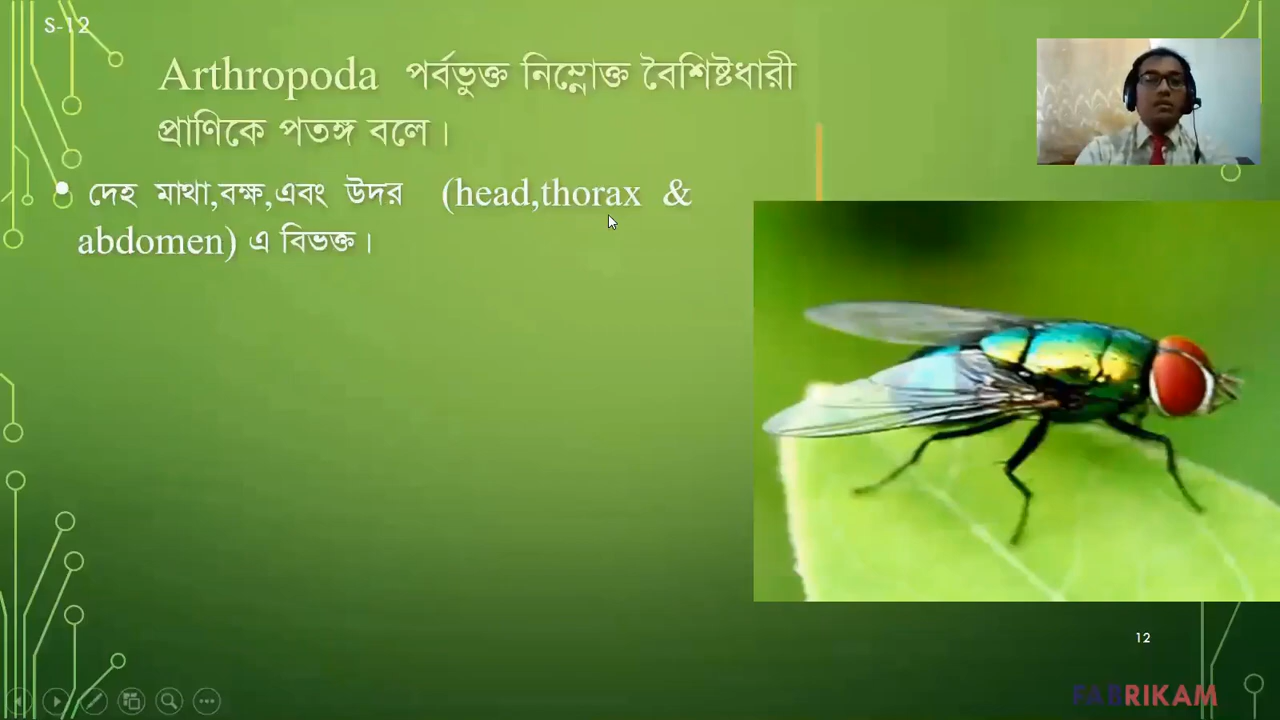 S-12
Arthropoda পর্বভুক্ত নিম্নোক্ত বৈশিষ্টধারী
প্রাণিকে পতঙ্গ বলে।
দেহ মাথা,বক্ষ,এবং উদর (head,thorax &
abdomen) এ বিভক্ত।
12
FABRIKAM